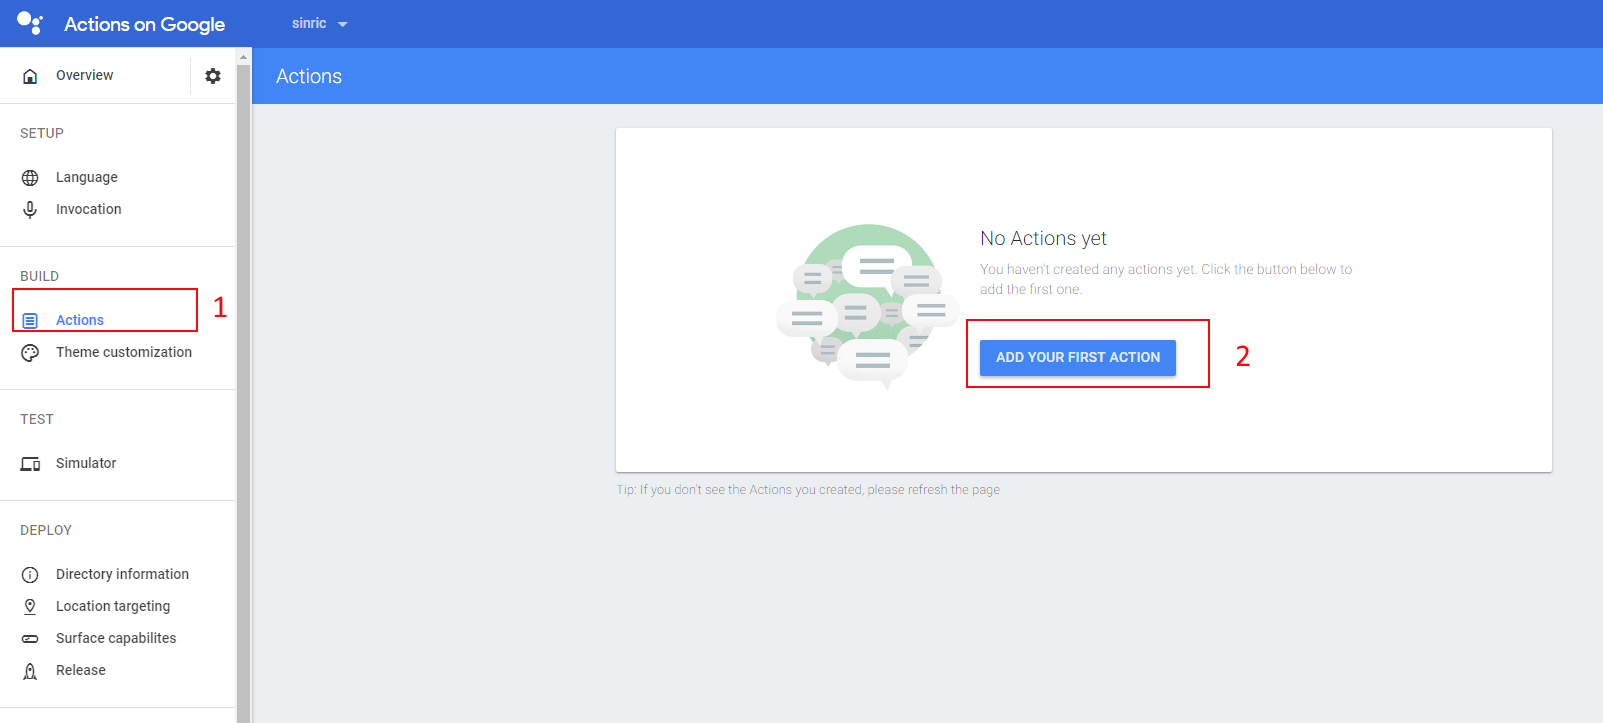 Actions on Google
sinric
Overview
Actions
SETUP
Language
Invocation
BUILD
Actions
1
Theme customization
TEST
Simulator
DEPLOY
Directory information
Location targeting
Surface capabilites
Release
No Actions yet
You haven't created any actions yet. Click the button below to
add the first one.
ADD YOUR FIRST ACTION
2
Tip: If you don't see the Actions you created, please refresh the page